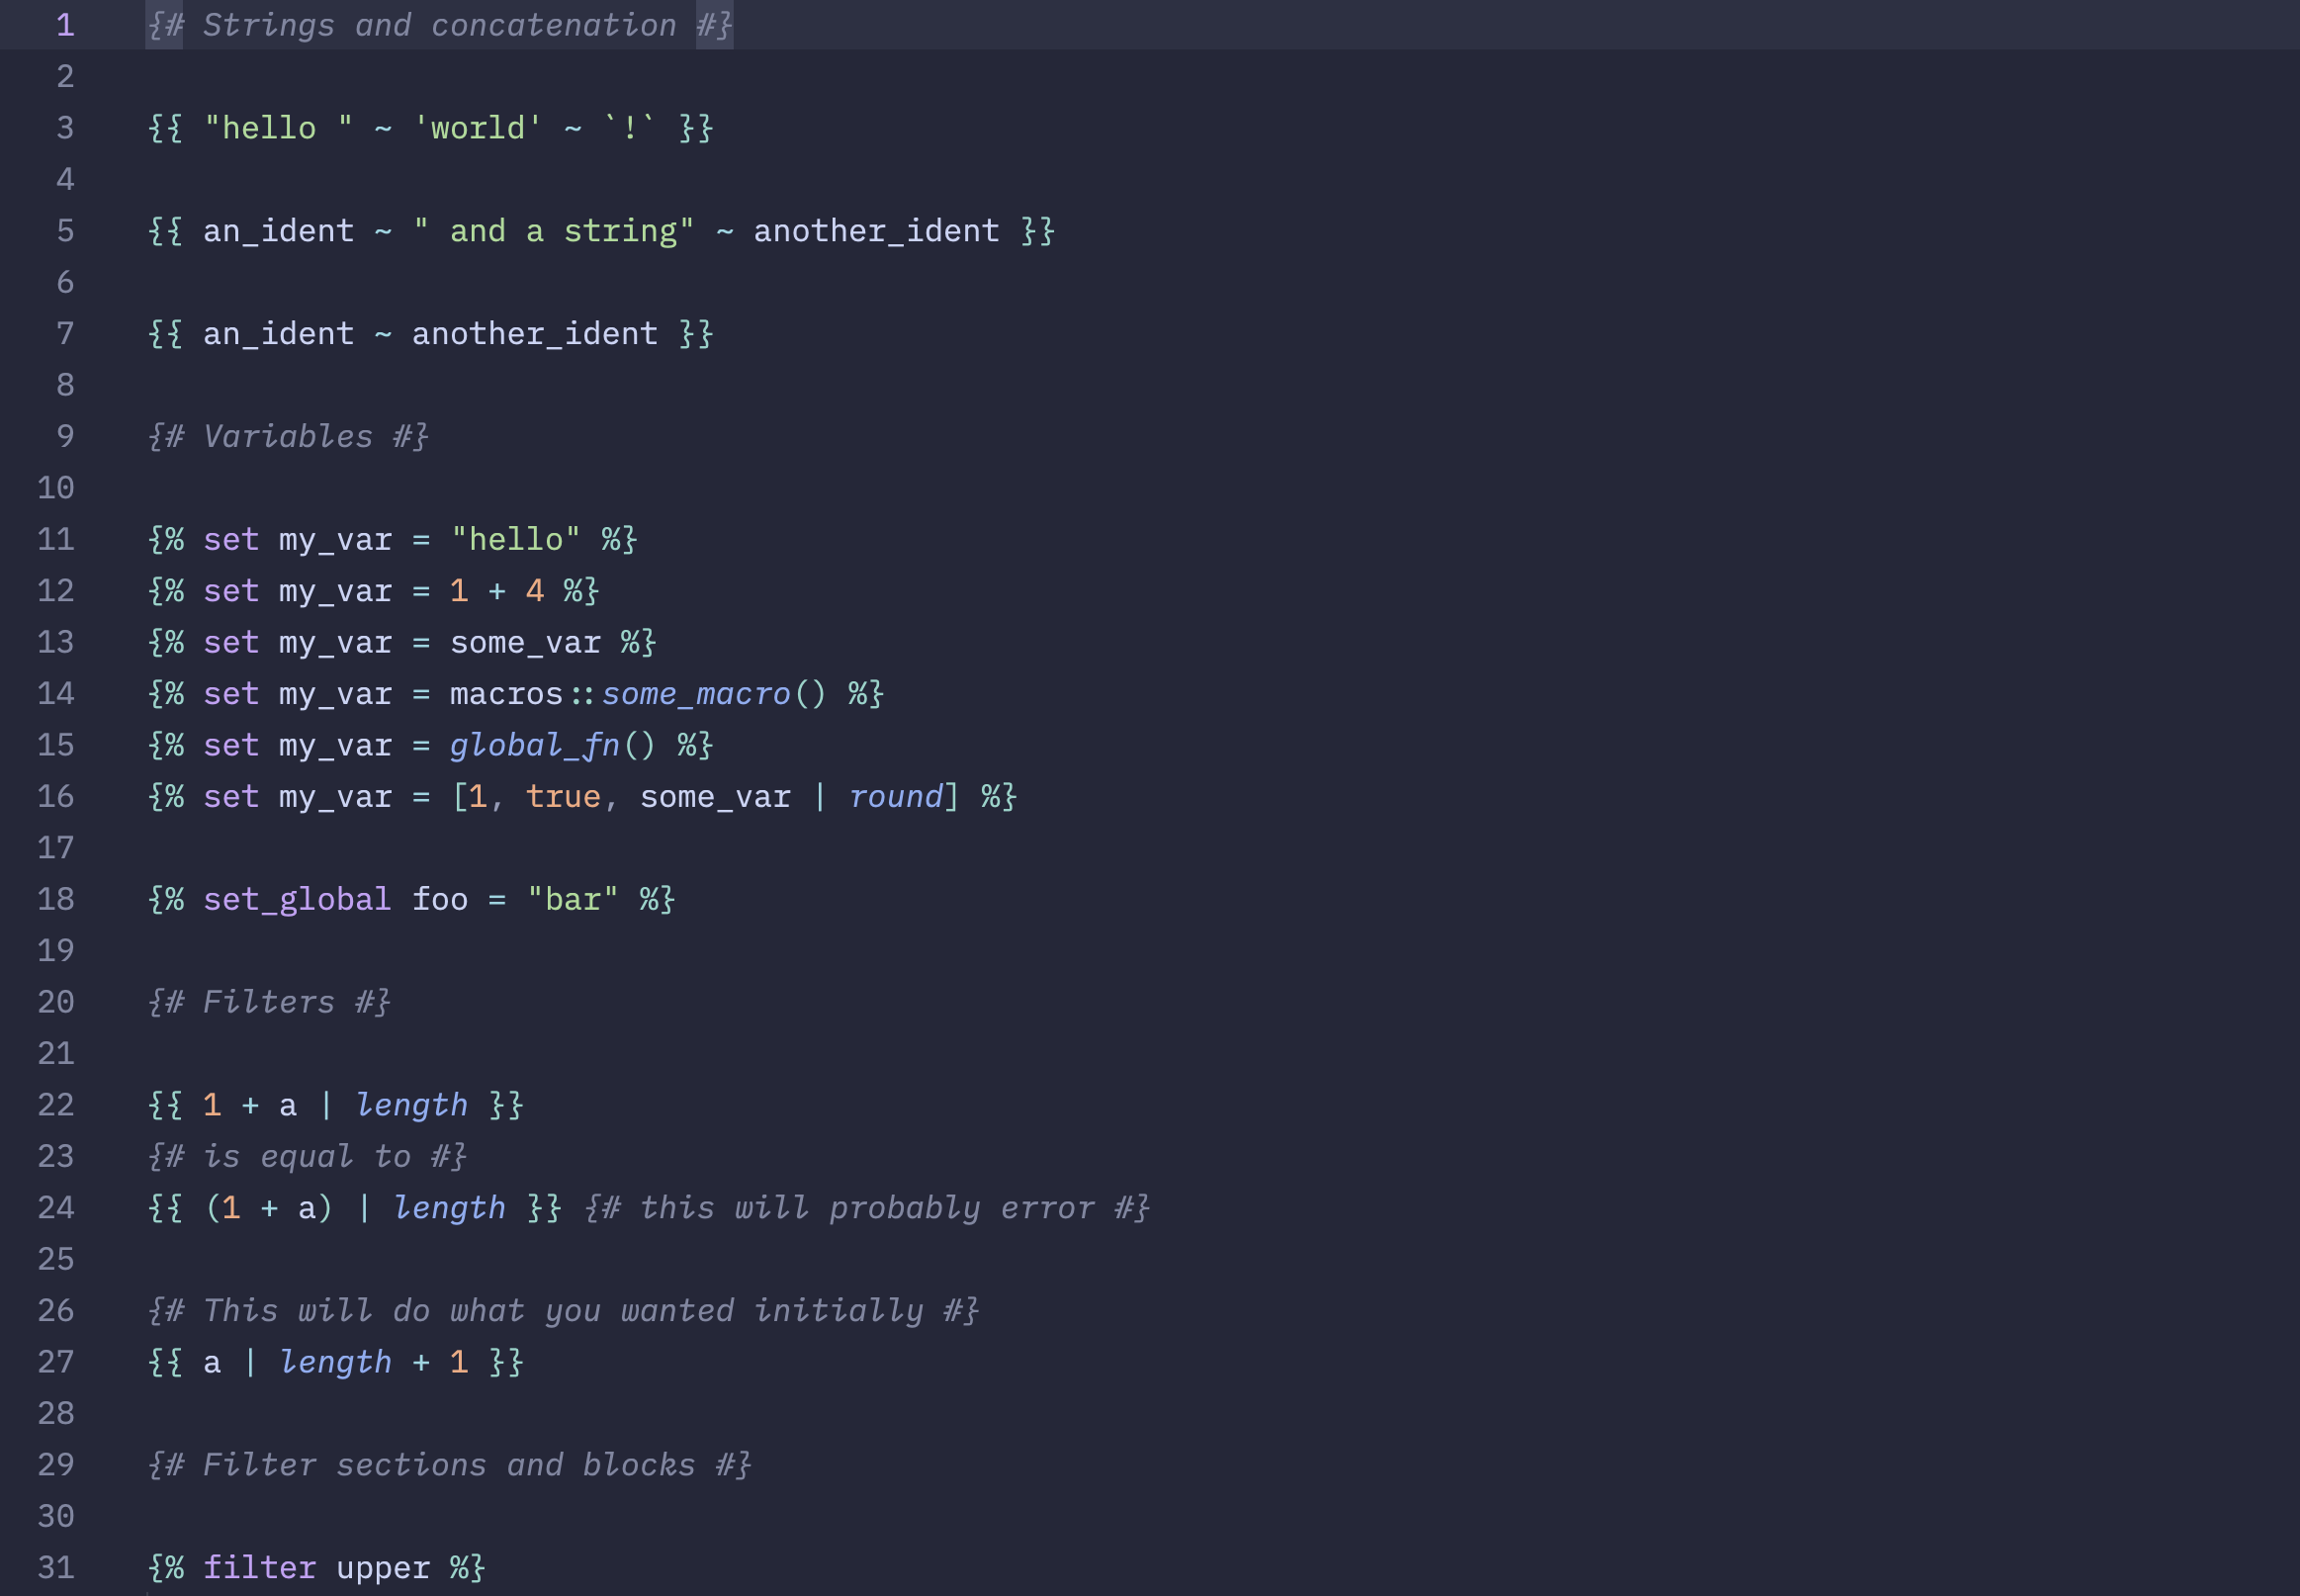 1 {# Strings and concatenation #}
2
3 {{ "hello " ~ 'world' ~ `!` }}
4
5 {{ an_ident ~ " and a string" ~ another_ident }}
6
7 {{ an_ident ~ another_ident }}
8
9 {# Variables #}
10
11 {% set my_var = "hello" %}
12 {% set my_var = 1 + 4 %}
13 {% set my_var = some_var %}
14 {% set my_var = macros::some_macro() %}
15 {% set my_var = global_fn() %}
16 {% set my_var = [1, true, some_var | round] %}
17
18 {% set_global foo = "bar" %}
19
20 {# Filters #}
21
22 {{ 1 + a | length }}
23 {# is equal to #}
24 {{ (1 + a) | length }} {# this will probably error #}
25
26 {# This will do what you wanted initially #}
27 {{ a | length + 1 }}
28
29 {# Filter sections and blocks #}
30
31 {% filter upper %}